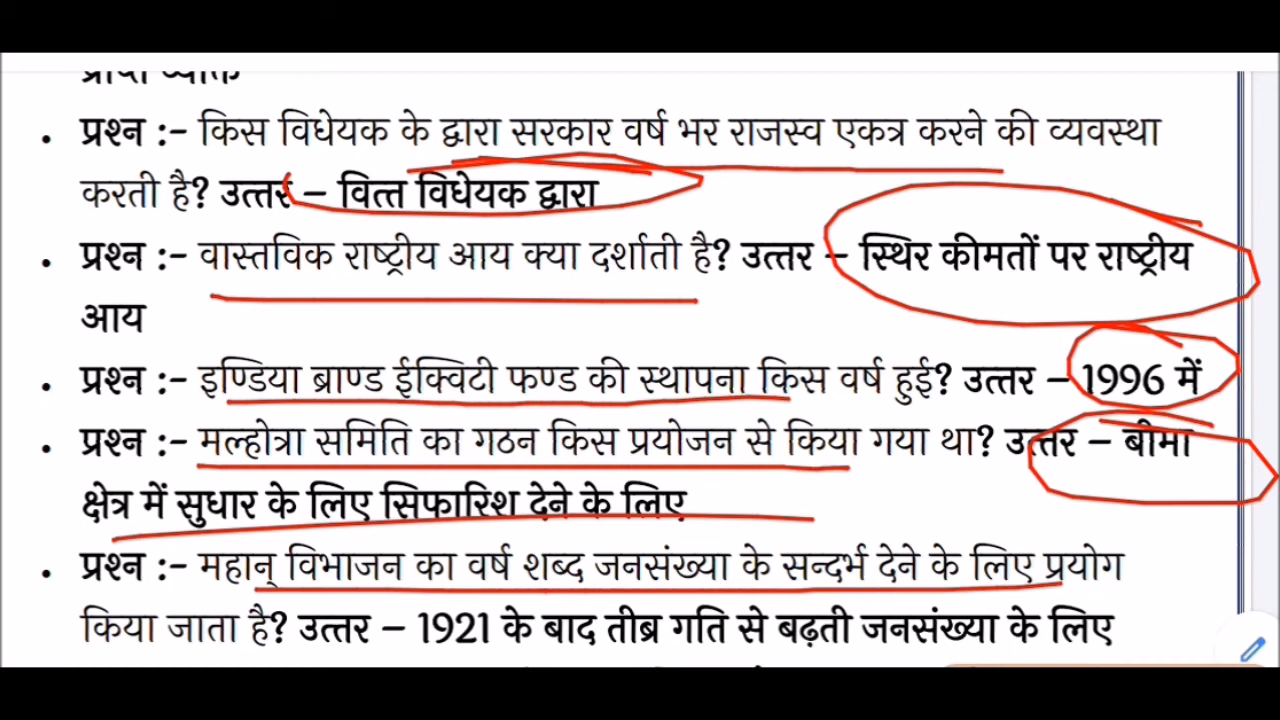 प्राप्त व्यक्ति
• प्रश्न :- किस विधेयक के द्वारा सरकार वर्ष भर राजस्व एकत्र करने की व्यवस्था
करती है? उत्तर – वित्त विधेयक द्वारा
• प्रश्न :- वास्तविक राष्ट्रीय आय क्या दर्शाती है? उत्तर – स्थिर कीमतों पर राष्ट्रीय
आय
• प्रश्न :- इण्डिया ब्राण्ड ईक्विटी फण्ड की स्थापना किस वर्ष हुई? उत्तर – 1996 में
• प्रश्न :- मल्होत्रा समिति का गठन किस प्रयोजन से किया गया था? उत्तर – बीमा
क्षेत्र में सुधार के लिए सिफारिश देने के लिए
• प्रश्न :- महान् विभाजन का वर्ष शब्द जनसंख्या के सन्दर्भ देने के लिए प्रयोग
किया जाता है? उत्तर – 1921 के बाद तीब्र गति से बढ़ती जनसंख्या के लिए